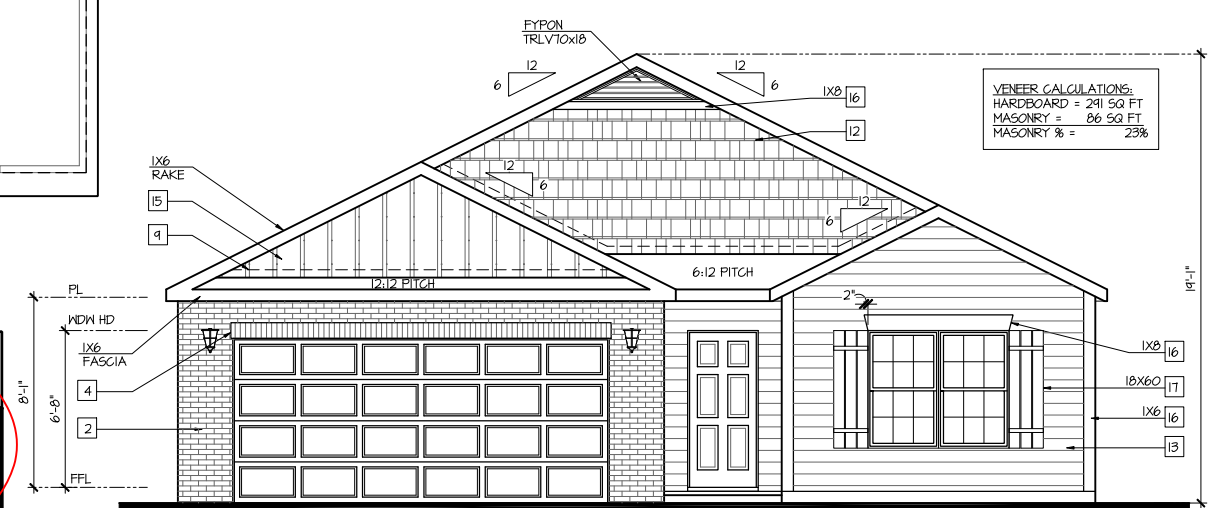 FYPON
TRLV70x18
12
6
12
6
1X8 16
12
VENEER CALCULATIONS:
HARDBOARD = 291 SQ FT
MASONRY = 86 SQ FT
MASONRY % = 23%
1X6
RAKE
15
9
12
6
12
6
12:12 PITCH
6:12 PITCH
19'-1"
PL
WDW HD
1X6
FASCIA
4
2
8'-1"
6'-8"
FFL
2"
1X8 16
18X60 17
1X6 16
13